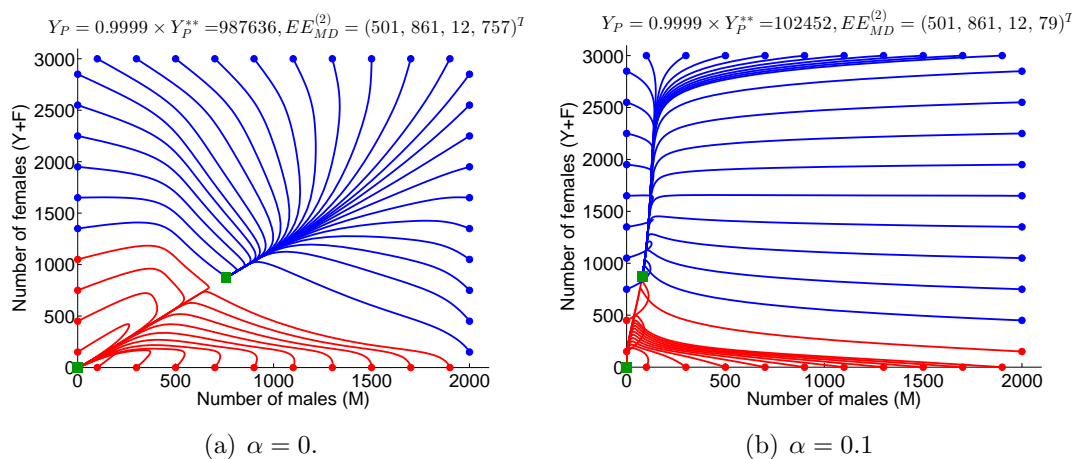 Y_P = 0.9999 × Y_P^{**} =987636, EE_{MD}^{(2)} = (501, 861, 12, 757)^T
3000
2500
2000
1500
1000
500
0
Number of females (Y+F)
0 500 1000 1500 2000
Number of males (M)
(a) α = 0.
Y_P = 0.9999 × Y_P^{**} =102452, EE_{MD}^{(2)} = (501, 861, 12, 79)^T
3000
2500
2000
1500
1000
500
0
Number of females (Y+F)
0 500 1000 1500 2000
Number of males (M)
(b) α = 0.1